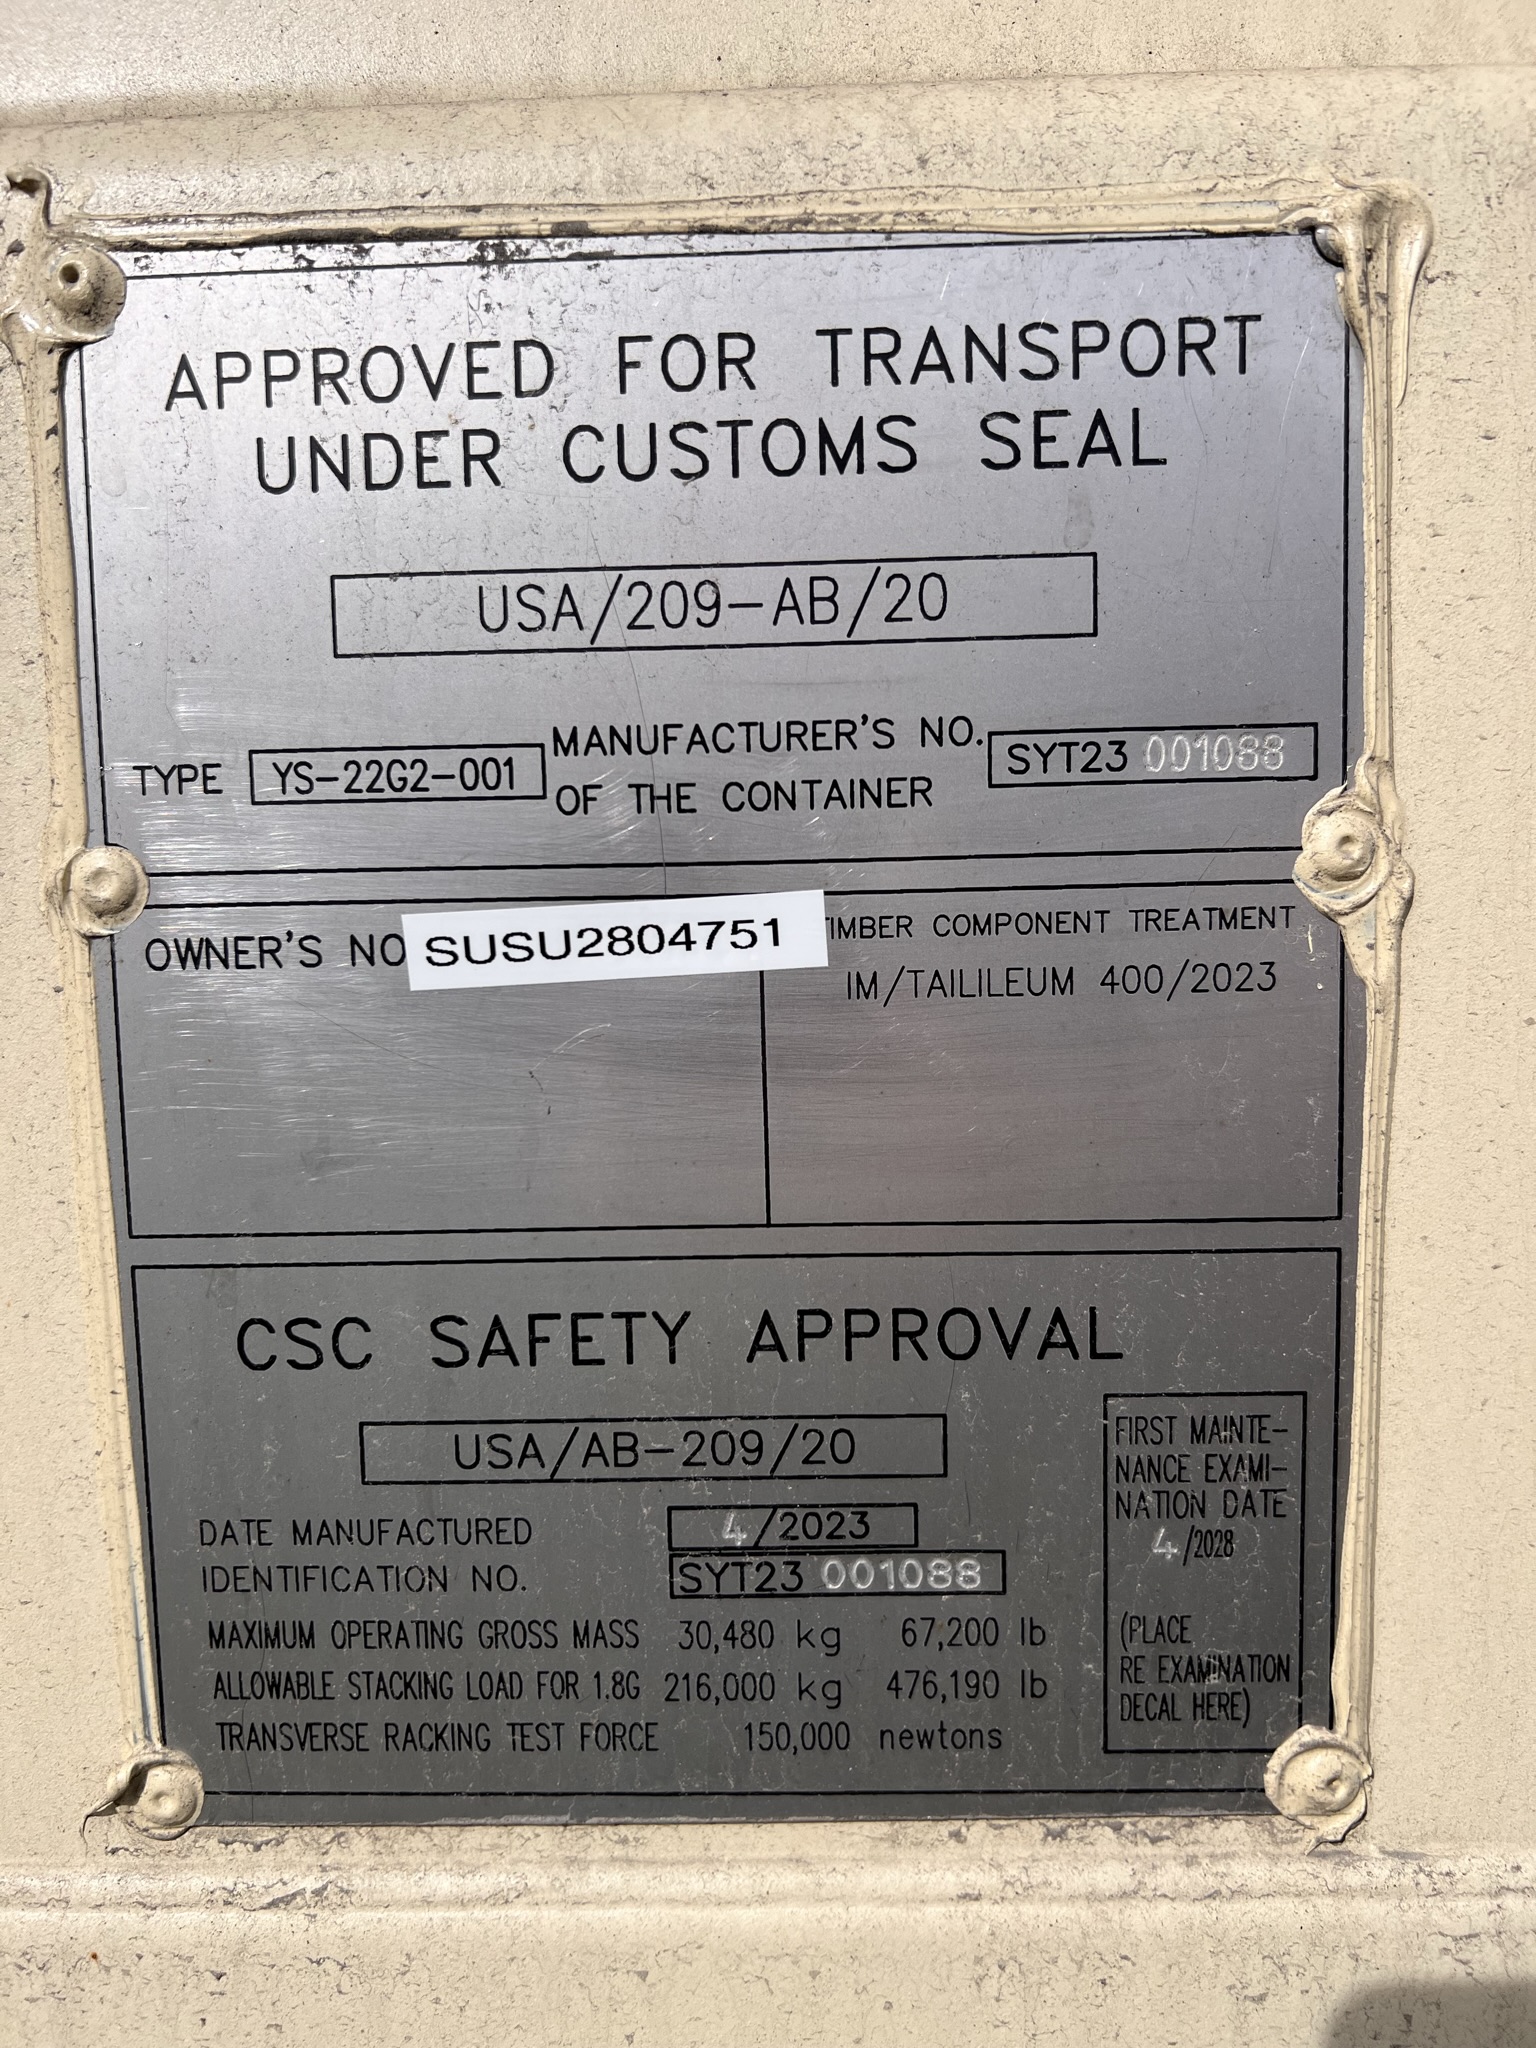 APPROVED FOR TRANSPORT
UNDER CUSTOMS SEAL
USA/209-AB/20
TYPE YS-22G2-001
MANUFACTURER'S NO.
OF THE CONTAINER
SYT23 001088
OWNER'S NO SUSU2804751
TIMBER COMPONENT TREATMENT
IM/TAILILEUM 400/2023
CSC SAFETY APPROVAL
USA/AB-209/20
DATE MANUFACTURED 4/2023
IDENTIFICATION NO. SYT23 001088
MAXIMUM OPERATING GROSS MASS 30,480 kg 67,200 lb
ALLOWABLE STACKING LOAD FOR 1.8G 216,000 kg 476,190 lb
TRANSVERSE RACKING TEST FORCE 150,000 newtons
FIRST MAINTE-
NANCE EXAMI-
NATION DATE
4/2028
(PLACE
RE EXAMINATION
DECAL HERE)